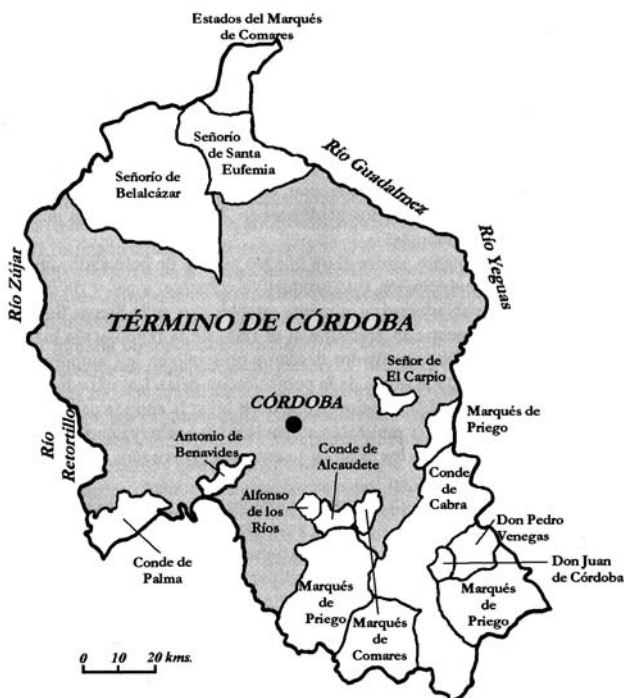 Estados del Marqués
de Comares
Señorío
de Santa
Eufemia
Señorío de
Belalcázar
Río Guadalmez
Río Yeguas
Río Zújar
TÉRMINO DE CÓRDOBA
Señor de
El Carpio
CÓRDOBA
Marqués de
Priego
Río
Retortillo
Antonio de
Benavides
Conde de
Alcaudete
Conde
de
Cabra
Alfonso
de los
Ríos
Don Pedro
Venegas
Conde de
Palma
Don Juan
de Córdoba
Marqués
de
Priego
Marqués
de
Priego
Marqués
de
Comares
0 10 20 kms.